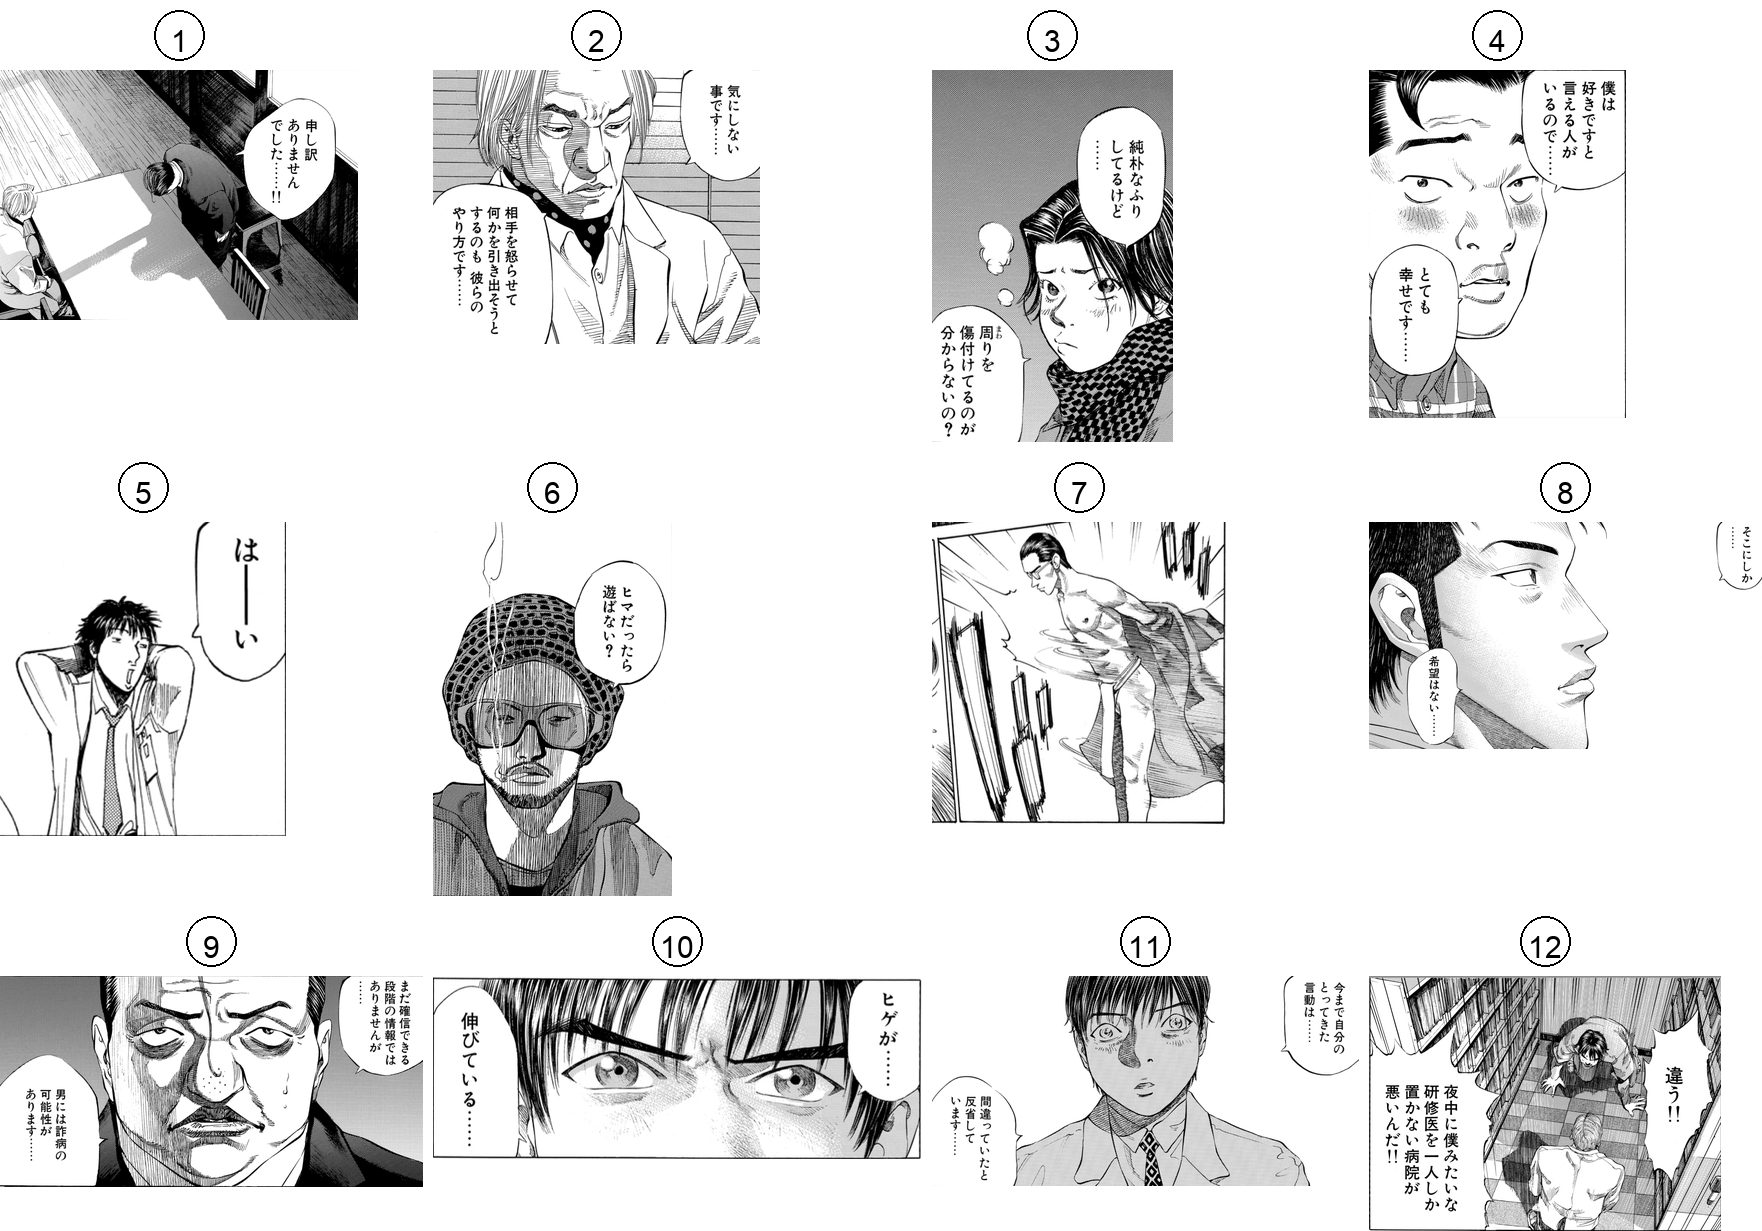 1
申し訳
ありません
でした……!!
2
気にしない
事です……
相手を怒らせて
何かを引き出そうと
するのも 彼らの
やり方です……
3
純朴なふり
してるけど
……
周りを
まわ
傷付けてるのが
分からないの？
4
僕は
好きですと
言える人が
いるので……
とても
幸せです……
5
はーーい
6
ヒマだったら
遊ばない？
7
8
そこにしか
……
希望はない……
9
まだ確信できる
段階の情報では
ありませんが
……
男には詐病の
可能性が
あります……
10
ヒゲが……
伸びている……
11
今まで自分の
とってきた
言動は……
間違っていたと
反省して
います……
12
違う!!
夜中に僕みたいな
研修医を一人しか
置かない病院が
悪いんだ!!